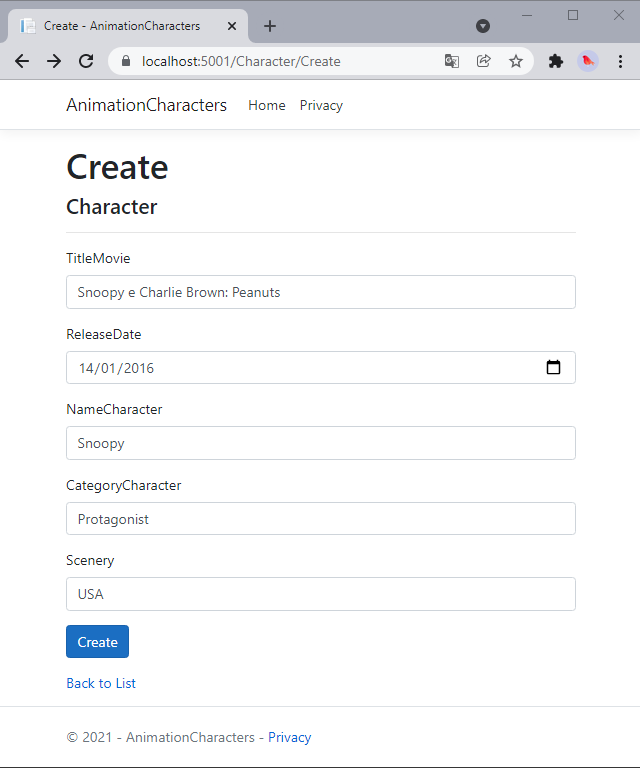 Create - AnimationCharacters
localhost:5001/Character/Create
AnimationCharacters Home Privacy
Create
Character
TitleMovie
Snoopy e Charlie Brown: Peanuts
ReleaseDate
14/01/2016
NameCharacter
Snoopy
CategoryCharacter
Protagonist
Scenery
USA
Create
Back to List
© 2021 - AnimationCharacters - Privacy